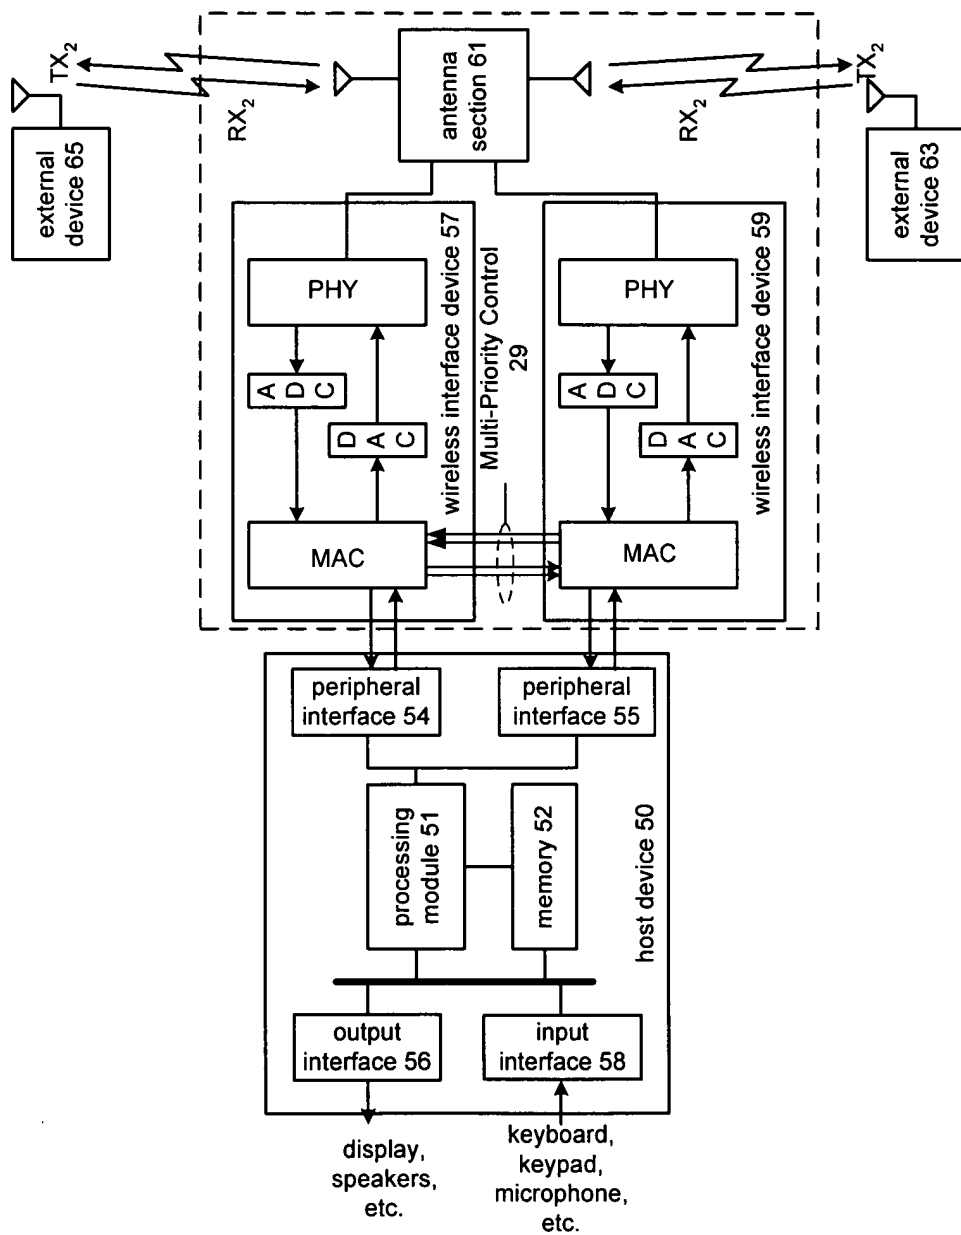 TX2
RX2
external
device 65
antenna
section 61
RX2
TX2
external
device 63
PHY
A
D
C
D
A
C
MAC
wireless interface device 57
Multi-Priority Control
29
PHY
A
D
C
D
A
C
MAC
wireless interface device 59
peripheral
interface 54
peripheral
interface 55
processing
module 51
memory 52
host device 50
output
interface 56
input
interface 58
display,
speakers,
etc.
keyboard,
keypad,
microphone,
etc.